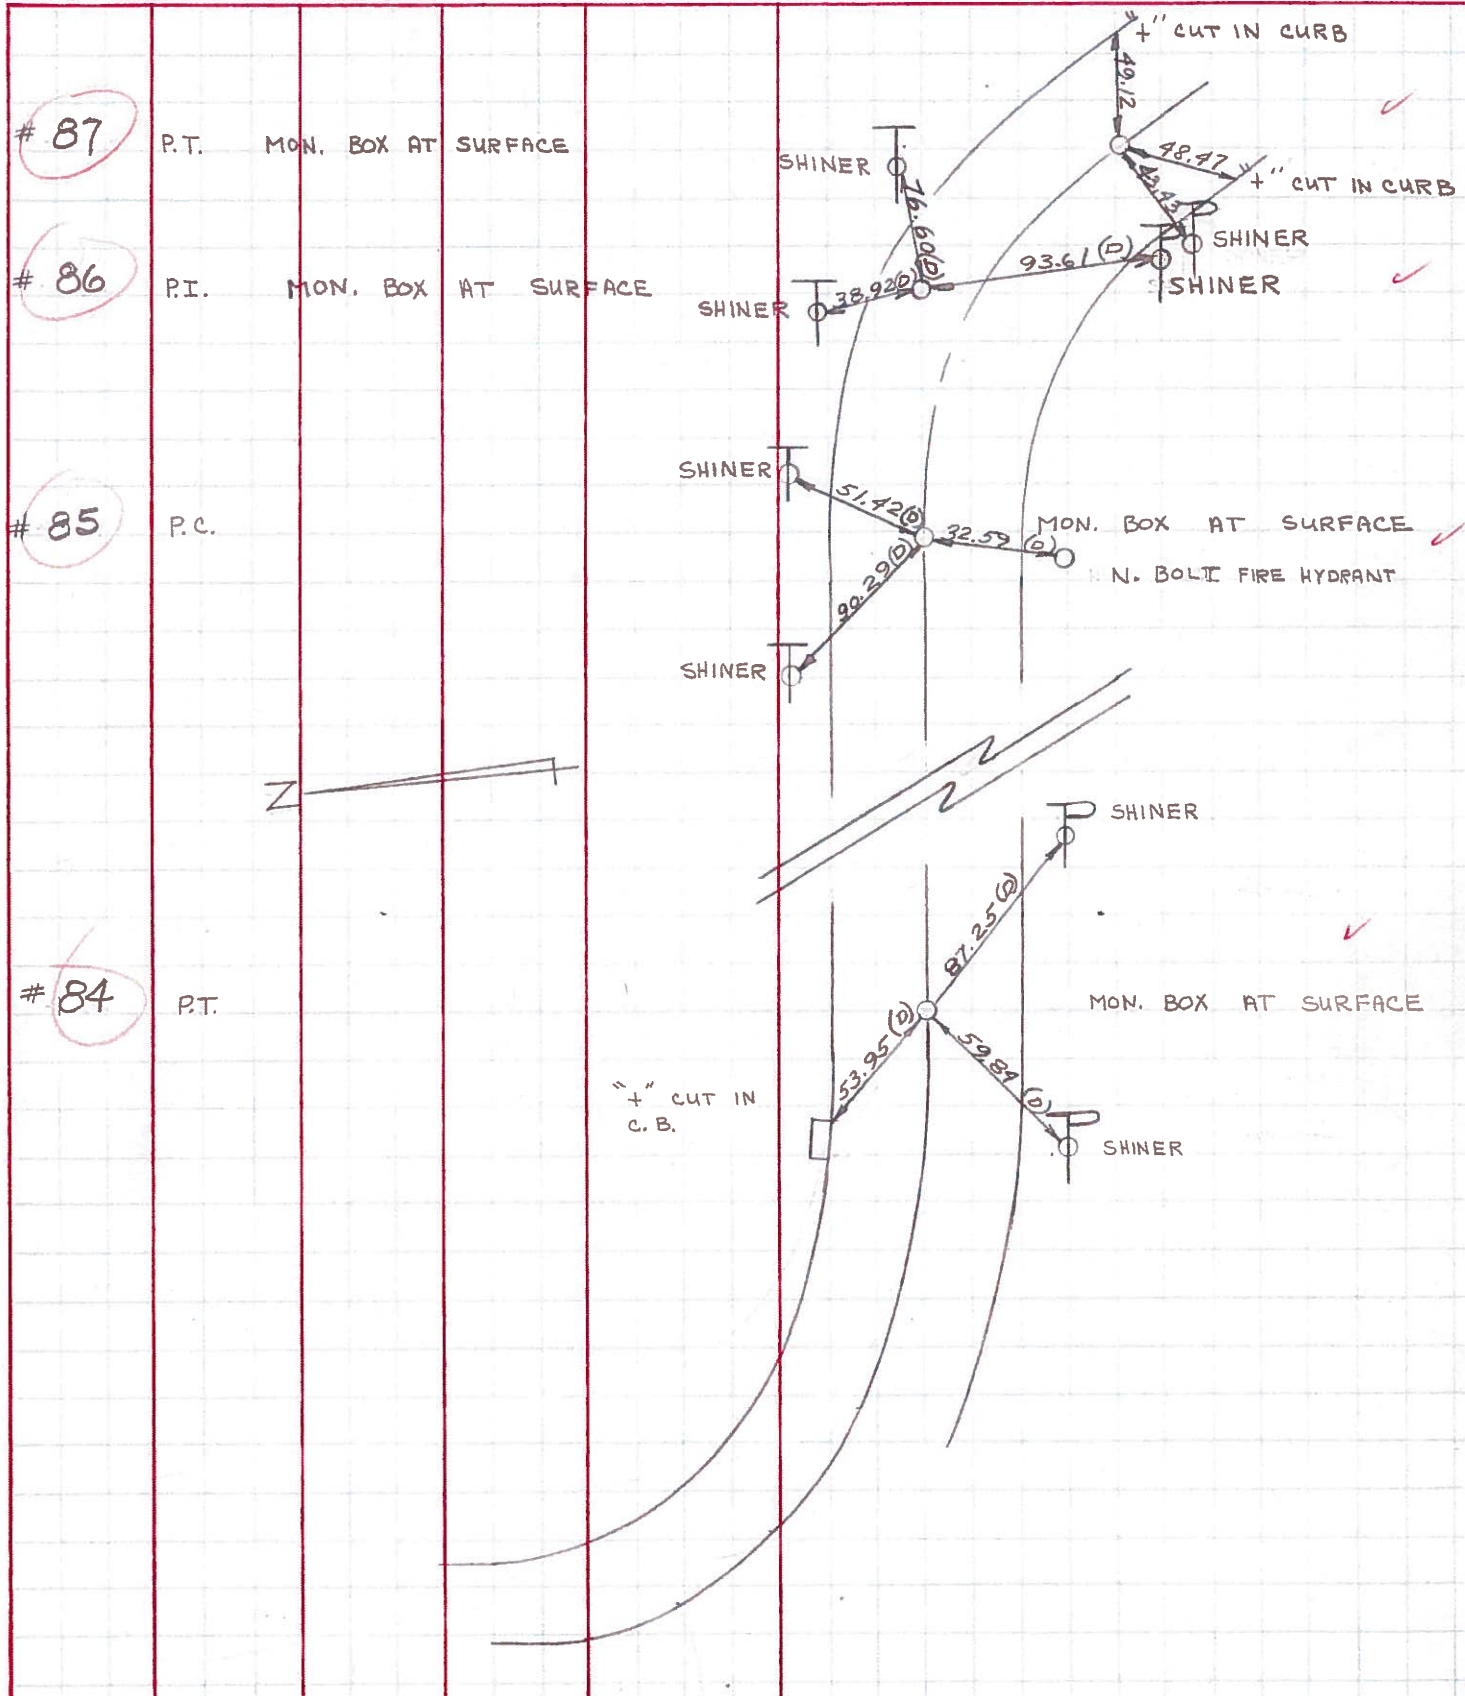 +" CUT IN CURB
49.12
# 87 P.T. MON. BOX AT SURFACE
SHINER
48.47
+" CUT IN CURB
43.43
76.60(D)
SHINER
93.61(D)
# 86 P.I. MON. BOX AT SURFACE
SHINER
38.92(D)
SHINER
SHINER
51.42(D)
# 85 P.C.
32.59 (D)
MON. BOX AT SURFACE
N. BOLT FIRE HYDRANT
90.29(D)
SHINER
N
SHINER
87.25(D)
# 84 P.T.
MON. BOX AT SURFACE
53.95 (D)
59.84 (D)
"+" CUT IN
C.B.
SHINER